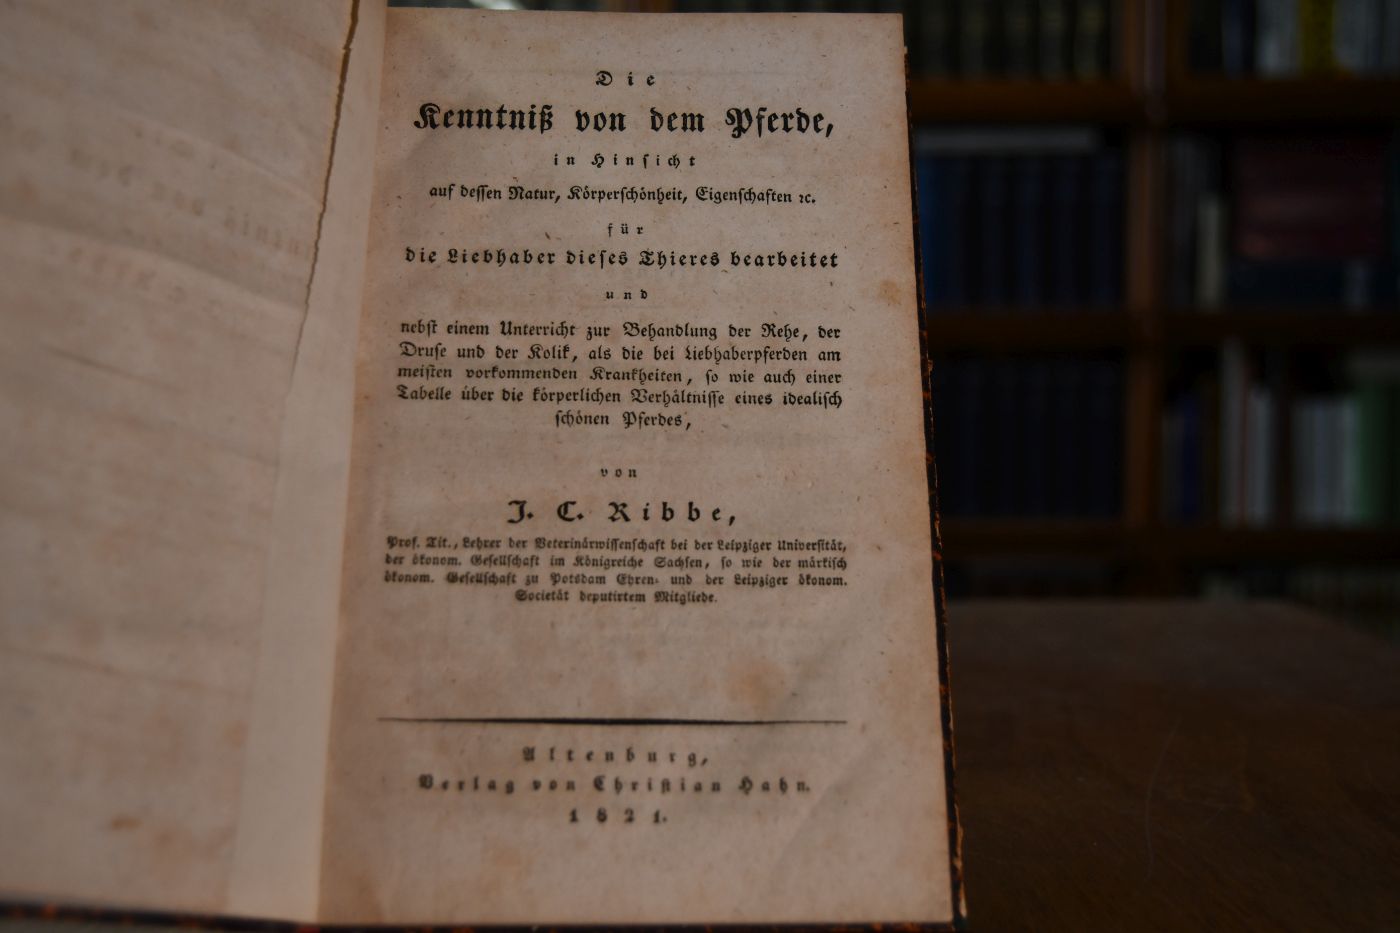 Die
Kenntniß von dem Pferde,
in Hinsicht
auf dessen Natur, Körperschönheit, Eigenschaften ꝛc.
für
die Liebhaber dieses Thieres bearbeitet
und
nebst einem Unterricht zur Behandlung der Rehe, der
Druse und der Kolik, als die bei Liebhaberpferden am
meisten vorkommenden Krankheiten, so wie auch einer
Tabelle über die körperlichen Verhältnisse eines idealisch
schönen Pferdes,
von
J. C. Ribbe,
Prof. Tit., Lehrer der Veterinärwissenschaft bei der Leipziger Universität,
der ökonom. Gesellschaft im Königreiche Sachsen, so wie der märkisch
ökonom. Gesellschaft zu Potsdam Ehren- und der Leipziger ökonom.
Societät deputirtem Mitgliede.
Altenburg,
Verlag von Christian Hahn.
1821.